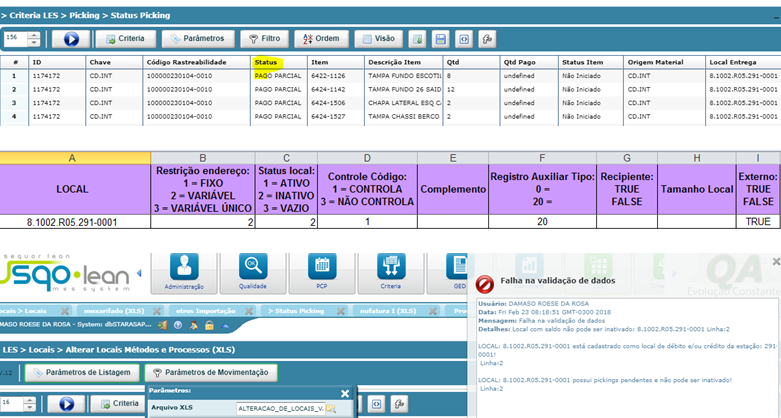 > Criteria LES > Picking > Status Picking
156 Critéria Parâmetros Filtro Ordem Visão
# ID Chave Código Rastreabilidade Status Item Descrição Item Qtd Qtd Pago Status Item Origem Material Local Entrega
1 1174172 CD.INT 100000230104-0010 PAGO PARCIAL 6422-1126 TAMPA FUNDO ESCOTIL 8 undefined Não Iniciado CD.INT 8.1002.R05.291-0001
2 1174172 CD.INT 100000230104-0010 PAGO PARCIAL 6424-1142 TAMPA FUNDO 26 SAID 12 undefined Não Iniciado CD.INT 8.1002.R05.291-0001
3 1174172 CD.INT 100000230104-0010 PAGO PARCIAL 6424-1506 CHAPA LATERAL ESQ CA 2 undefined Não Iniciado CD.INT 8.1002.R05.291-0001
4 1174172 CD.INT 100000230104-0010 PAGO PARCIAL 6424-1527 TAMPA CHASSI BERCO 2 undefined Não Iniciado CD.INT 8.1002.R05.291-0001
A B C D E F G H I
LOCAL
Restrição endereço:
1 = FIXO
2 = VARIÁVEL
3 = VARIÁVEL ÚNICO
Status local:
1 = ATIVO
2 = INATIVO
3 = VAZIO
Controle Código:
1 = CONTROLA
3 = NÃO CONTROLA
Complemento
Registro Auxiliar Tipo:
0 =
20 =
Recipiente:
TRUE
FALSE
Tamanho Local
Externo:
TRUE
FALSE
8.1002.R05.291-0001 2 2 1 20 TRUE
sequor lean
sqo•lean
mes system
Administração Qualidade PCP Criteria GED
QA
Evolução Constante
ocais > Locais muxarifado (XLS) etros Importação > Status Picking nufatura I (XLS)
MASO ROESE DA ROSA - System: dbSTARASAP...
LES > Locais > Alterar Locais Métodos e Processos (XLS)
Parâmetros de Listagem Parâmetros de Movimentação
16 Critéria
Parâmetros:
Arquivo XLS ALTERACAO_DE_LOCAIS_V.
Falha na validação de dados
Usuário: DAMASO ROESE DA ROSA
Data: Fri Feb 23 08:18:51 GMT-0300 2018
Mensagem: Falha na validação de dados
Detalhes: Local com saldo não pode ser inativado: 8.1002.R05.291-0001 Linha:2
LOCAL: 8.1002.R05.291-0001 está cadastrado como local de débito e/ou crédito da estação: 291-
0001!
Linha:2
LOCAL: 8.1002.R05.291-0001 possui pickings pendentes e não pode ser inativado!
Linha:2